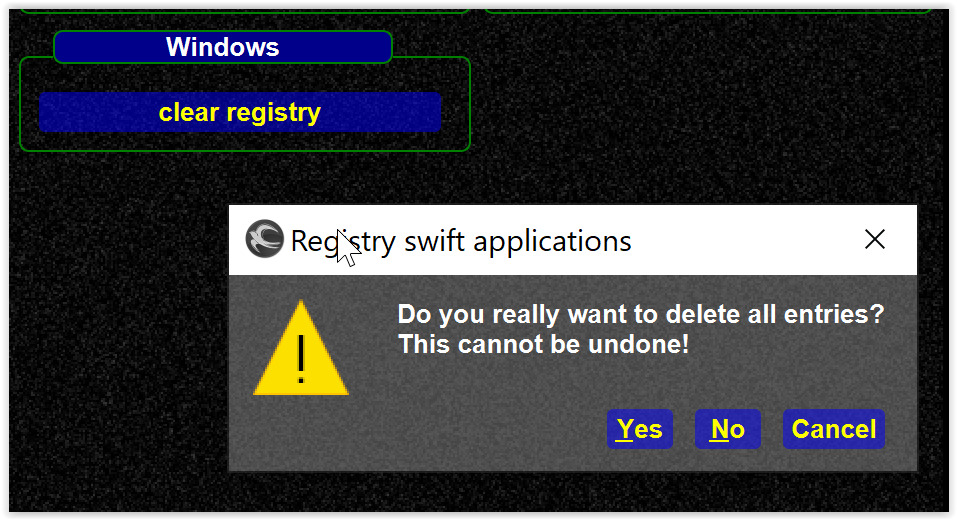 Windows
clear registry
Registry swift applications
Do you really want to delete all entries?
This cannot be undone!
Yes No Cancel